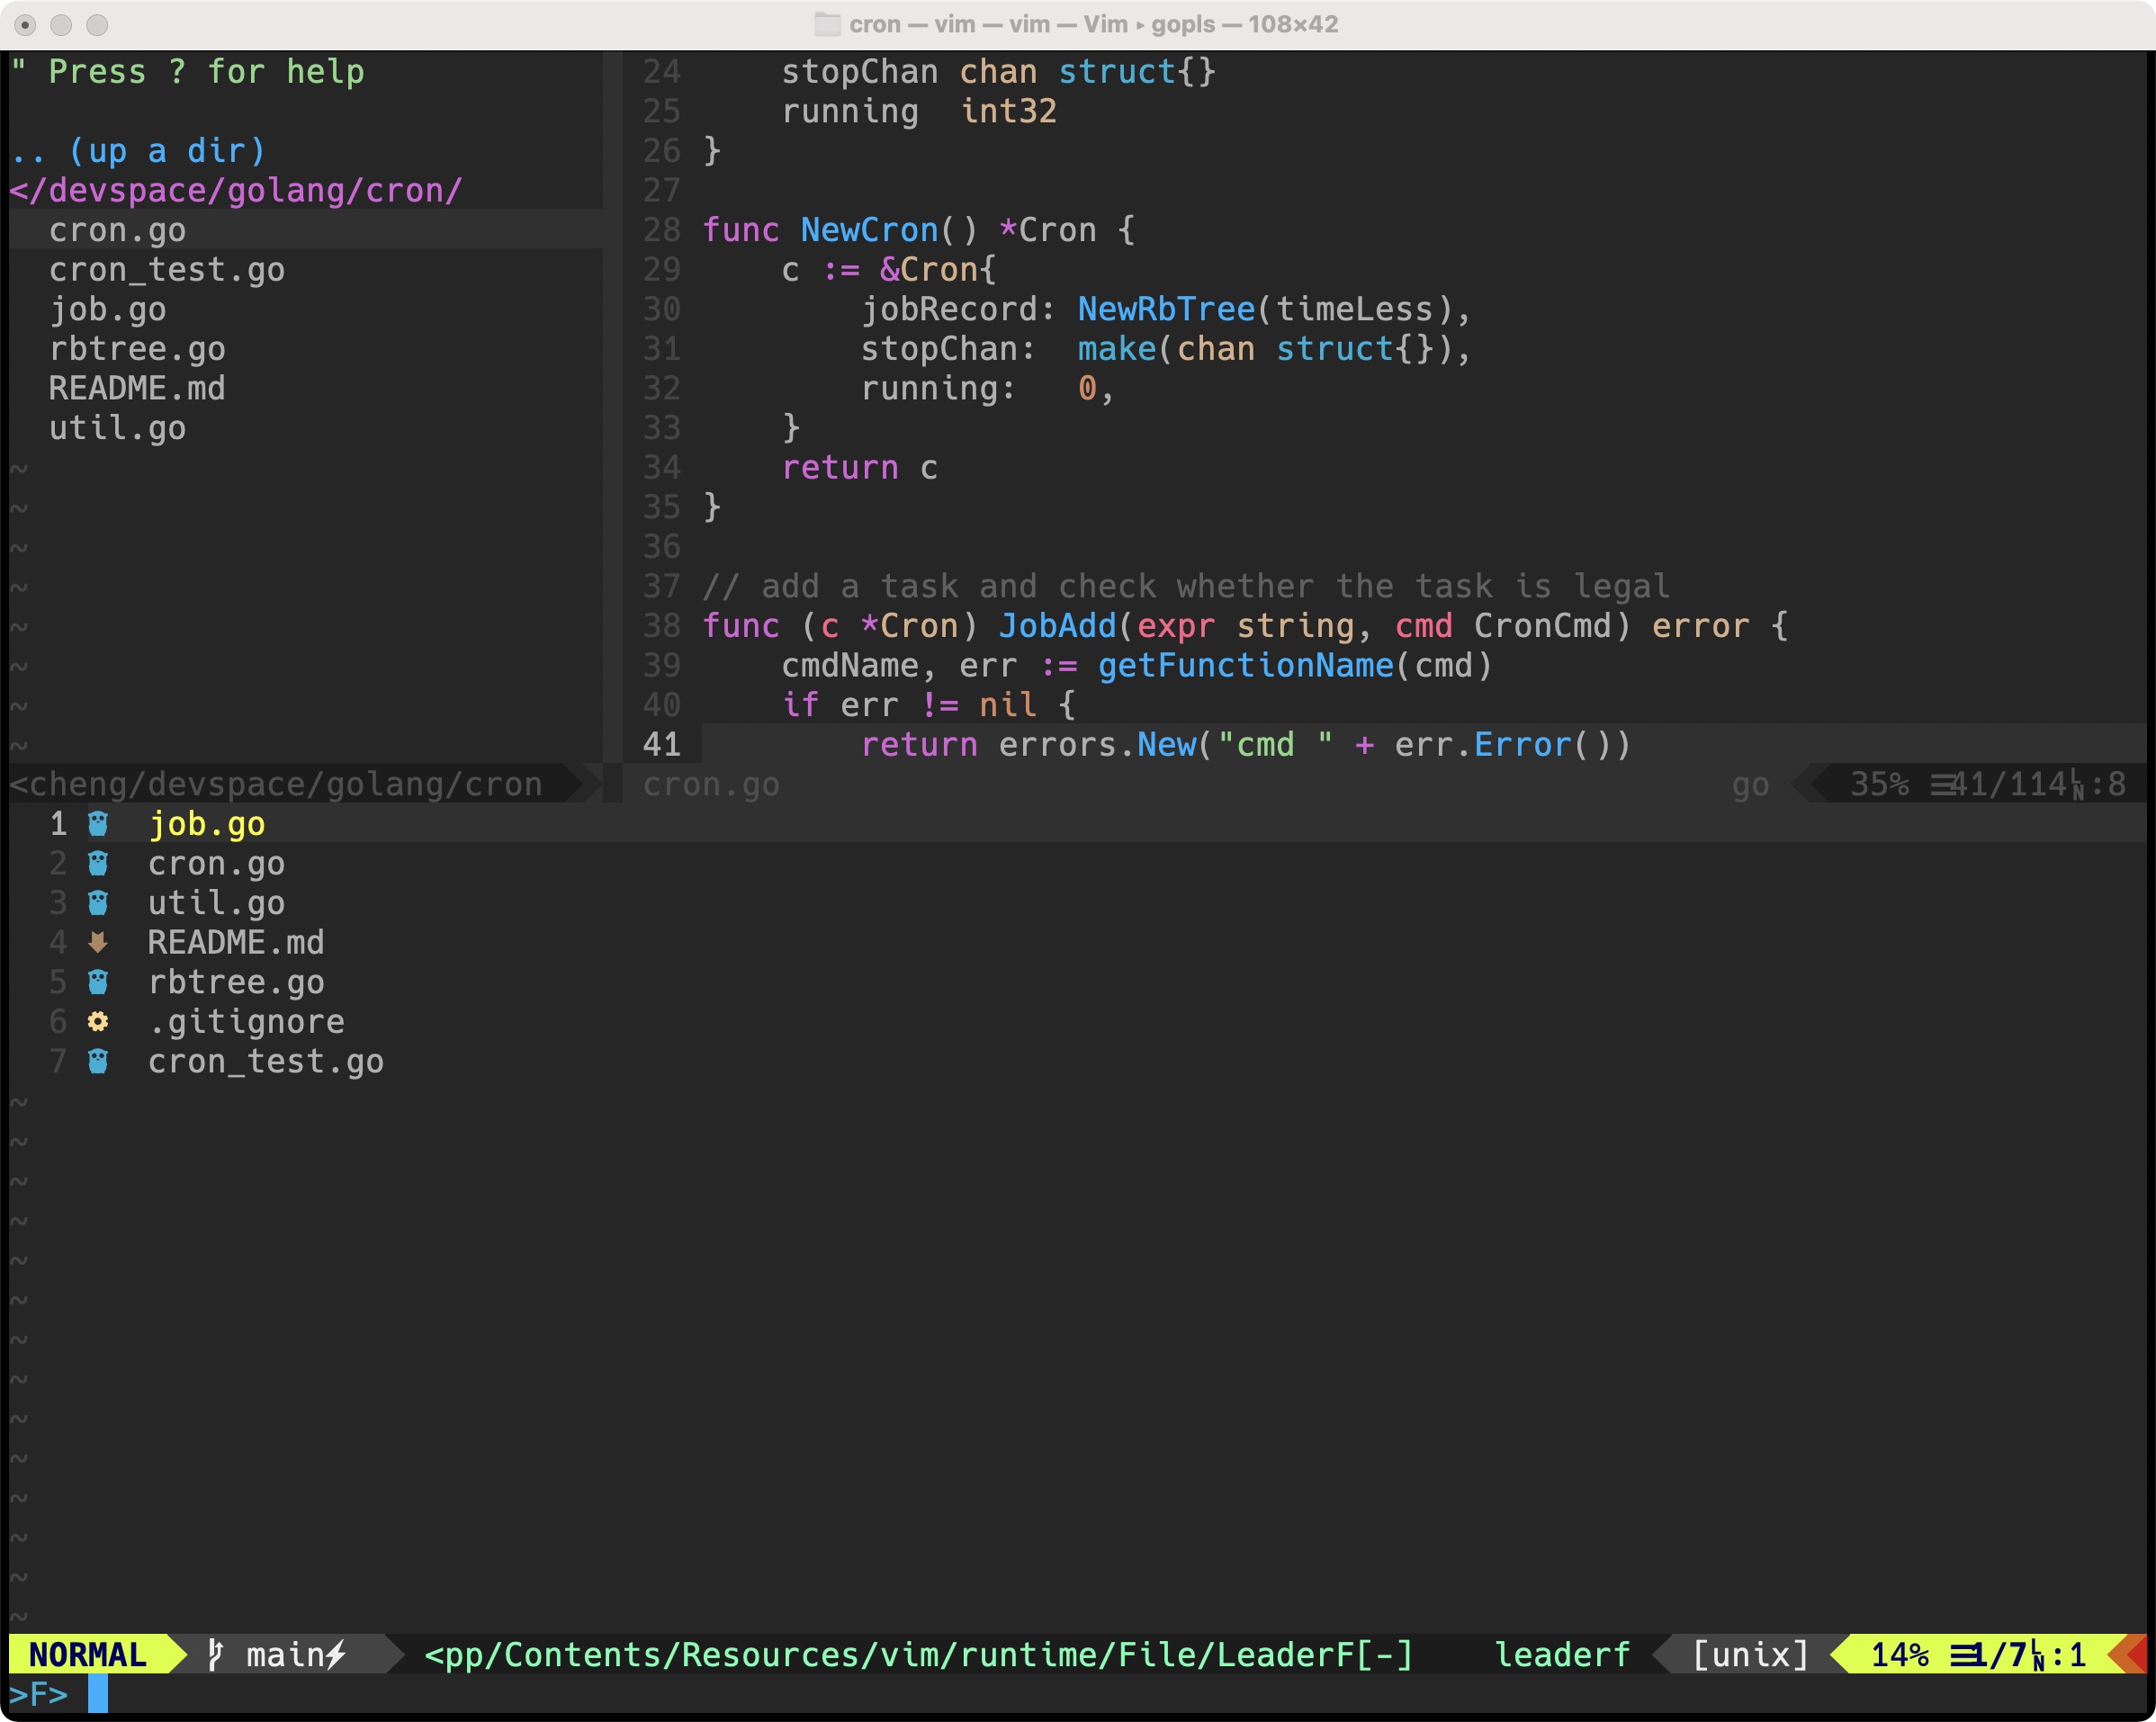 cron — vim — vim — Vim ▸ gopls — 108×42
" Press ? for help
.. (up a dir)
</devspace/golang/cron/
cron.go
cron_test.go
job.go
rbtree.go
README.md
util.go
~
~
~
~
~
~
~
~
<cheng/devspace/golang/cron
24 stopChan chan struct{}
25 running  int32
26 }
27
28 func NewCron() *Cron {
29     c := &Cron{
30         jobRecord: NewRbTree(timeLess),
31         stopChan:  make(chan struct{}),
32         running:   0,
33     }
34     return c
35 }
36
37 // add a task and check whether the task is legal
38 func (c *Cron) JobAdd(expr string, cmd CronCmd) error {
39     cmdName, err := getFunctionName(cmd)
40     if err != nil {
41         return errors.New("cmd " + err.Error())
cron.go go 35% ☰41/114␤:8
1 job.go
2 cron.go
3 util.go
4 README.md
5 rbtree.go
6 .gitignore
7 cron_test.go
~
~
~
~
~
~
~
~
~
~
~
~
~
~
NORMAL main⚡ <pp/Contents/Resources/vim/runtime/File/LeaderF[-] leaderf [unix] 14% ☰1/7␤:1
>F>